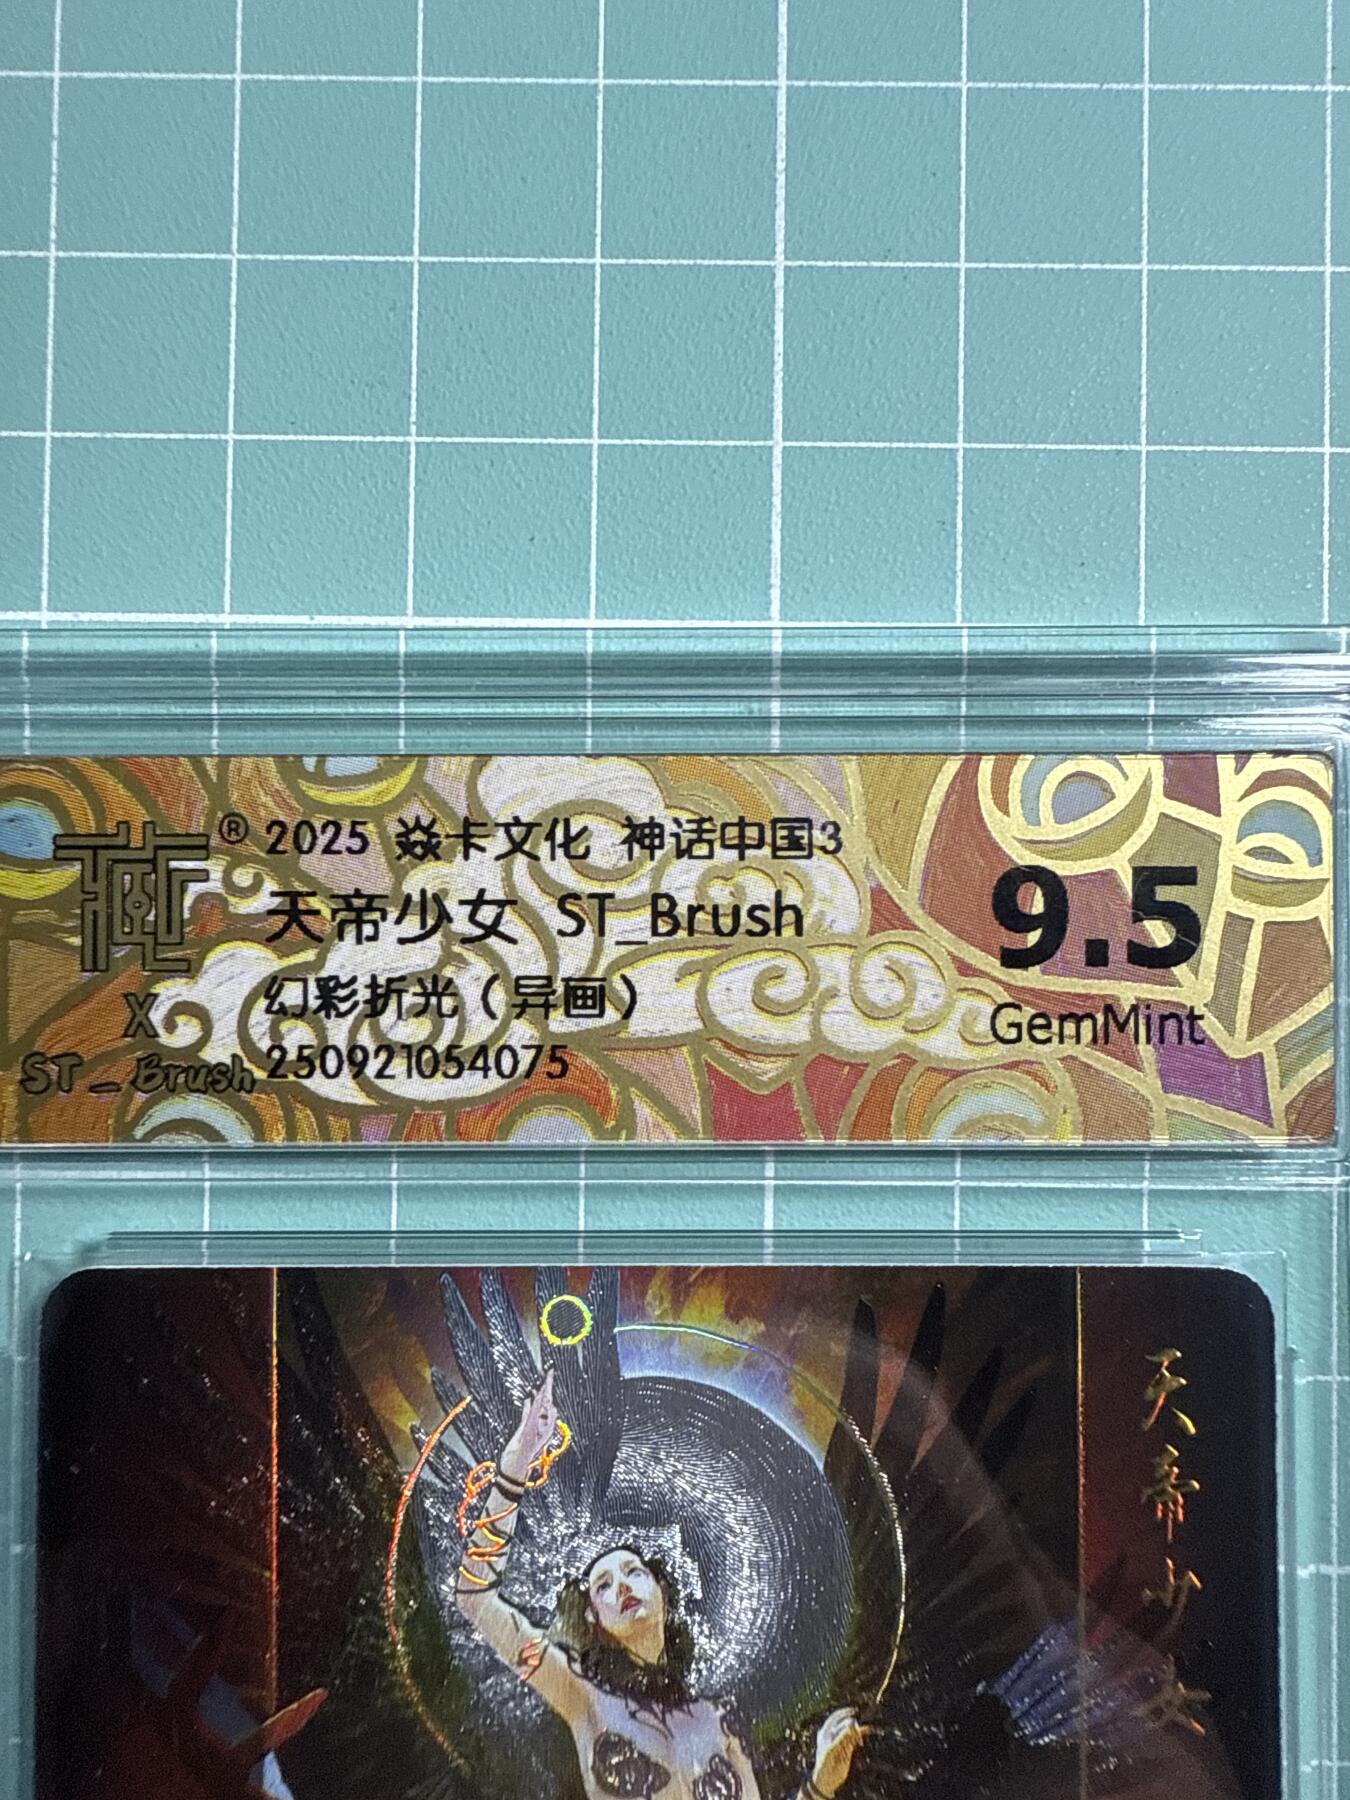 ® 2025 焱卡文化 神话中国3
天帝少女 ST_Brush
幻彩折光（异画）
250921054075
X
ST_Brush
9.5
GemMint
天帝少女